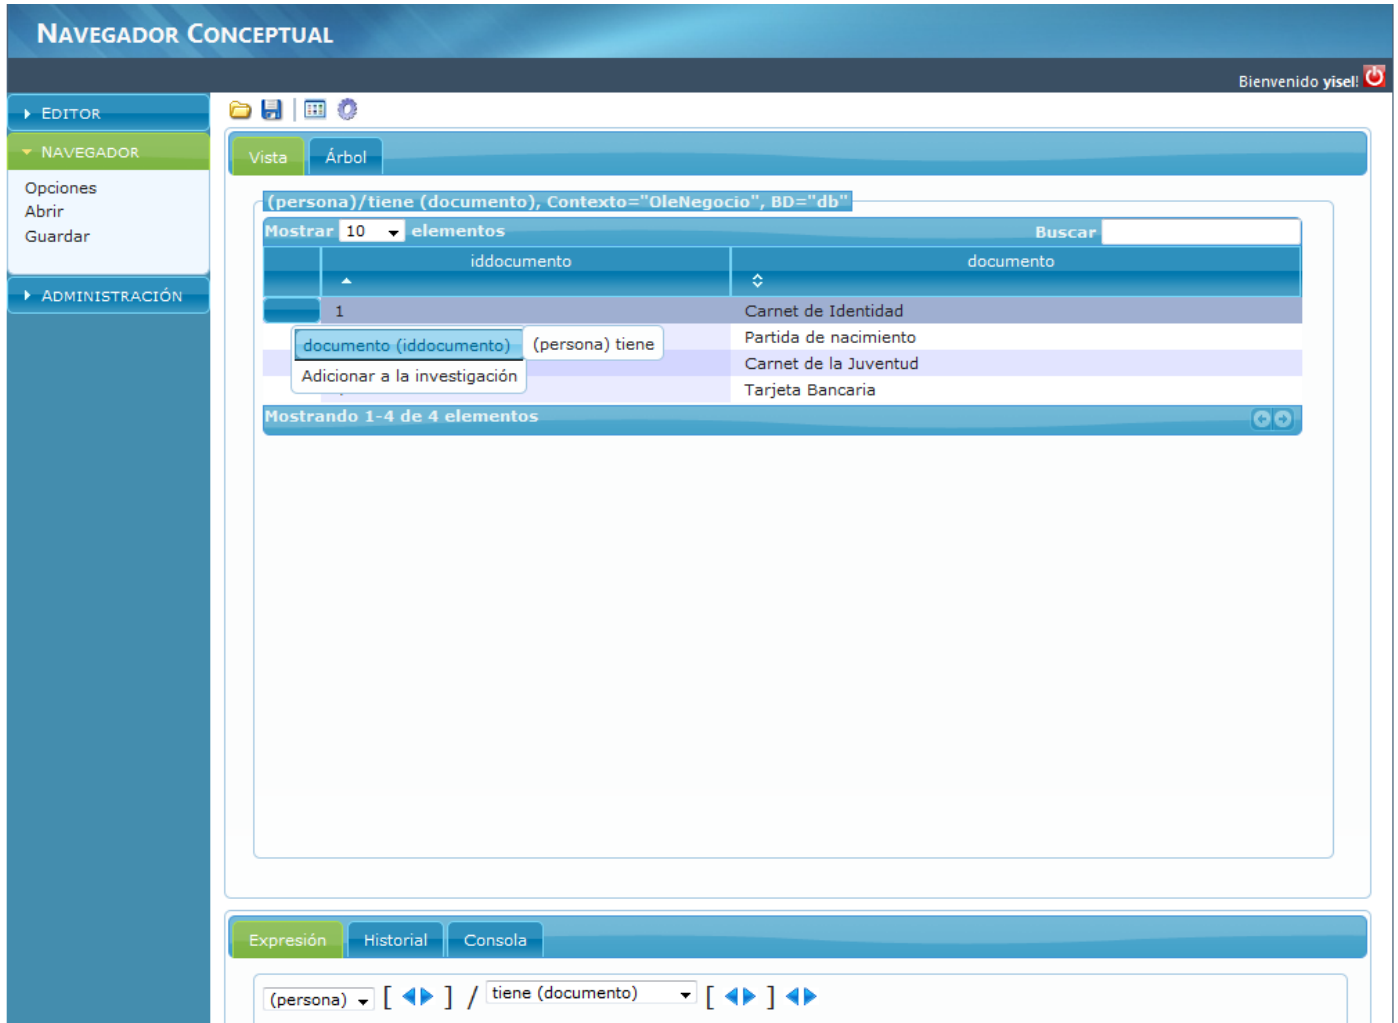 NAVEGADOR CONCEPTUAL
Bienvenido yisel!
EDITOR
NAVEGADOR
Opciones
Abrir
Guardar
ADMINISTRACIÓN
Vista Árbol
(persona)/tiene (documento), Contexto="OleNegocio", BD="db"
Mostrar 10 elementos Buscar
iddocumento documento
1 Carnet de Identidad
Partida de nacimiento
Carnet de la Juventud
Tarjeta Bancaria
documento (iddocumento) (persona) tiene
Adicionar a la investigación
Mostrando 1-4 de 4 elementos
Expresión Historial Consola
(persona) [ ] / tiene (documento) [ ]